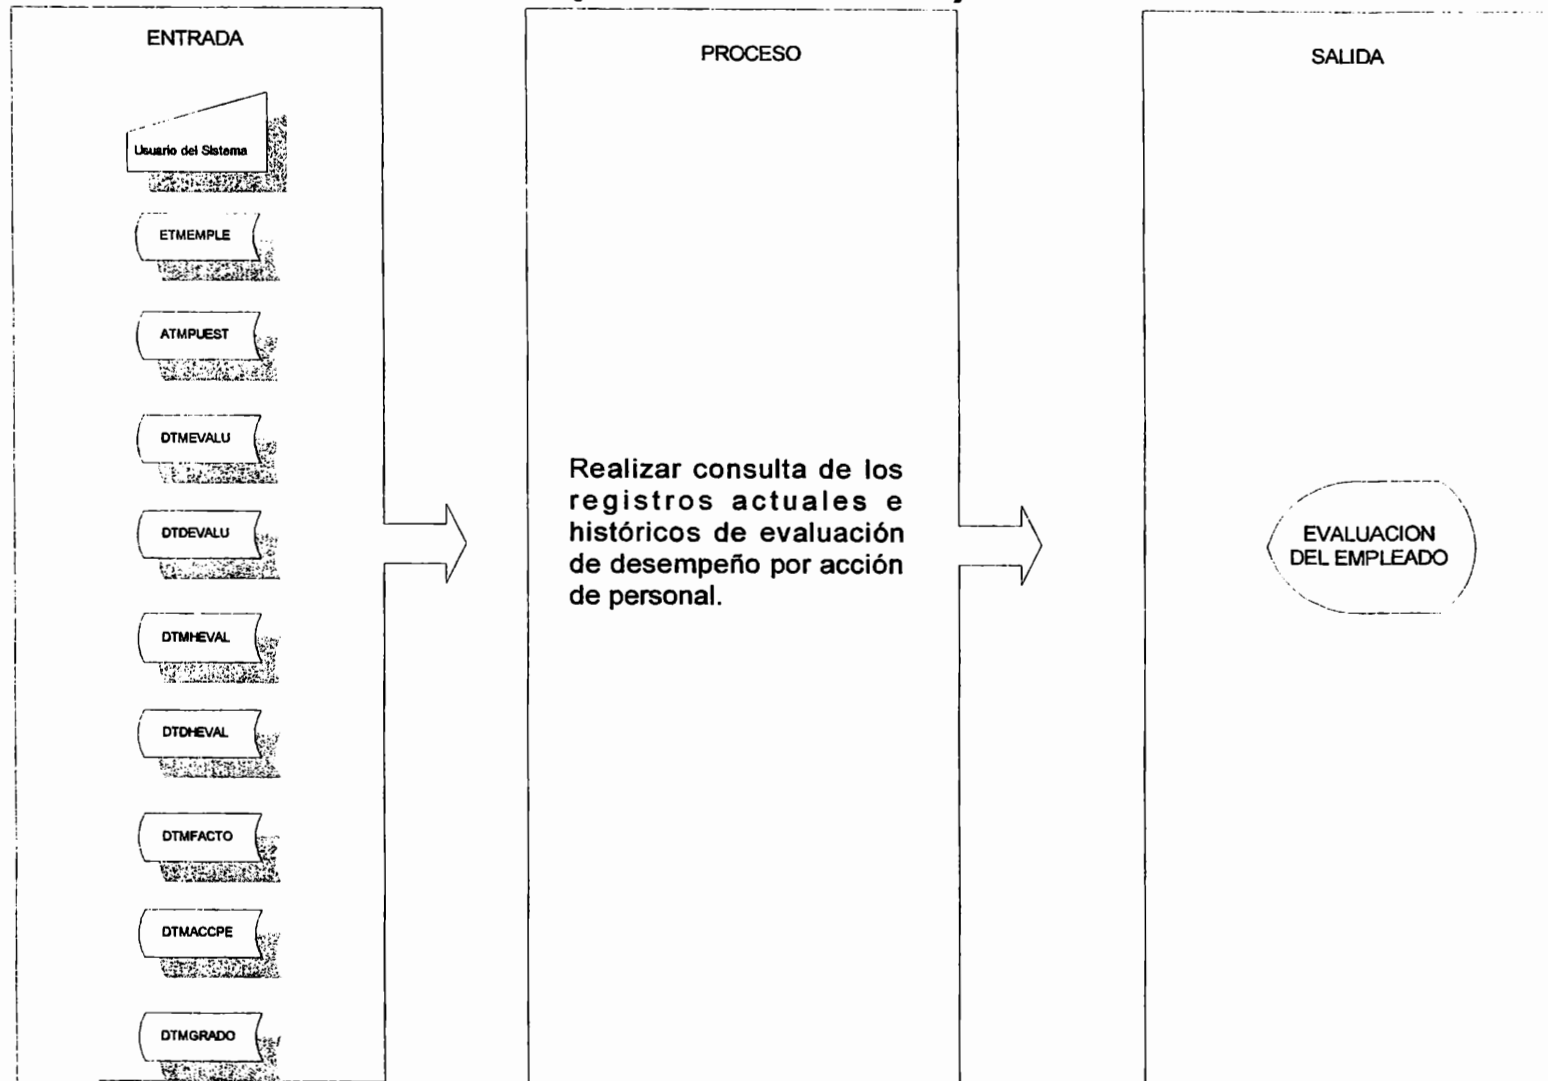 ENTRADA
Usuario del Sistema
ETMEMPLE
ATMPUEST
DTMEVALU
DTDEVALU
DTMHEVAL
DTDHEVAL
DTMFACTO
DTMACCPE
DTMGRADO
PROCESO
Realizar consulta de los
registros actuales e
históricos de evaluación
de desempeño por acción
de personal.
SALIDA
EVALUACION
DEL EMPLEADO